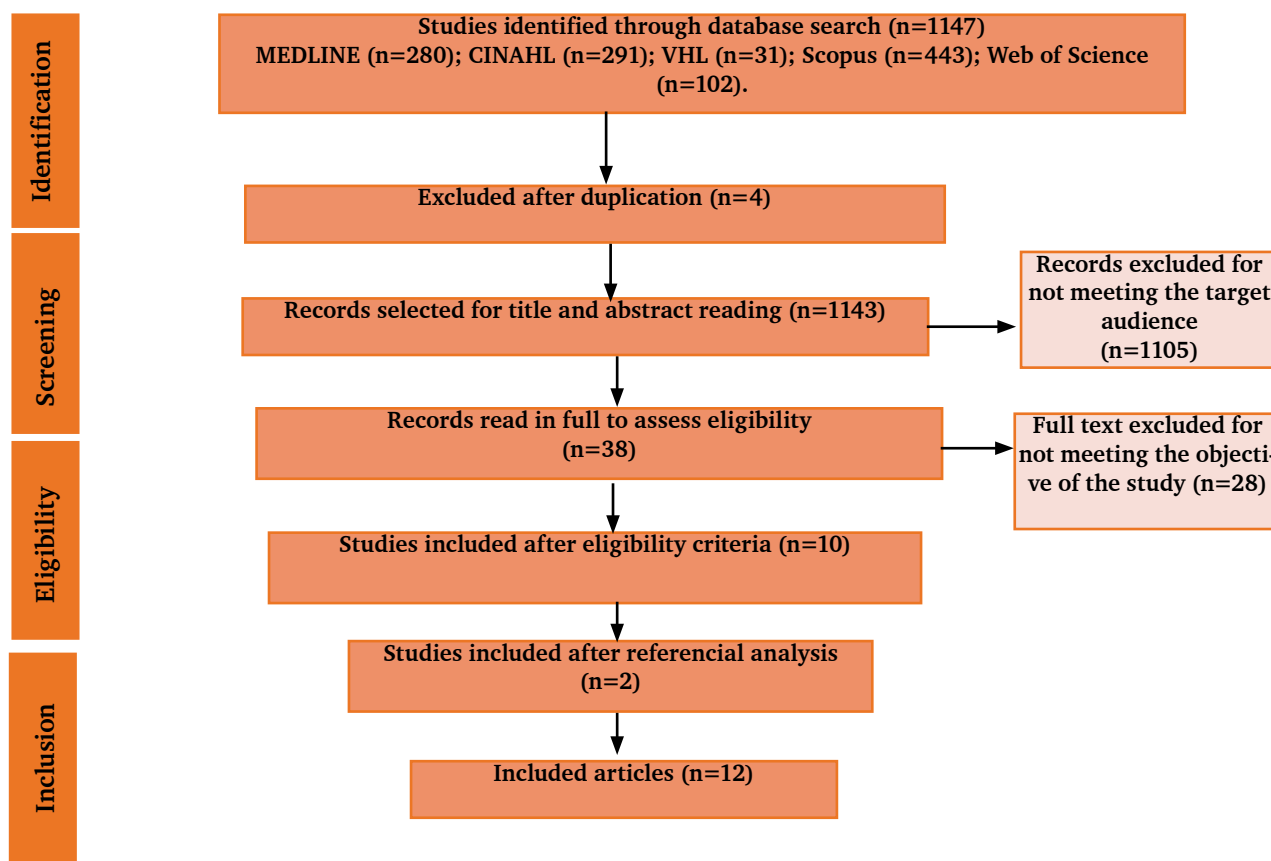 Identification
Studies identified through database search (n=1147)
MEDLINE (n=280); CINAHL (n=291); VHL (n=31); Scopus (n=443); Web of Science
(n=102).
Excluded after duplication (n=4)
Screening
Records selected for title and abstract reading (n=1143)
Records excluded for
not meeting the target
audience
(n=1105)
Records read in full to assess eligibility
(n=38)
Full text excluded for
not meeting the objecti-
ve of the study (n=28)
Eligibility
Studies included after eligibility criteria (n=10)
Inclusion
Studies included after referencial analysis
(n=2)
Included articles (n=12)